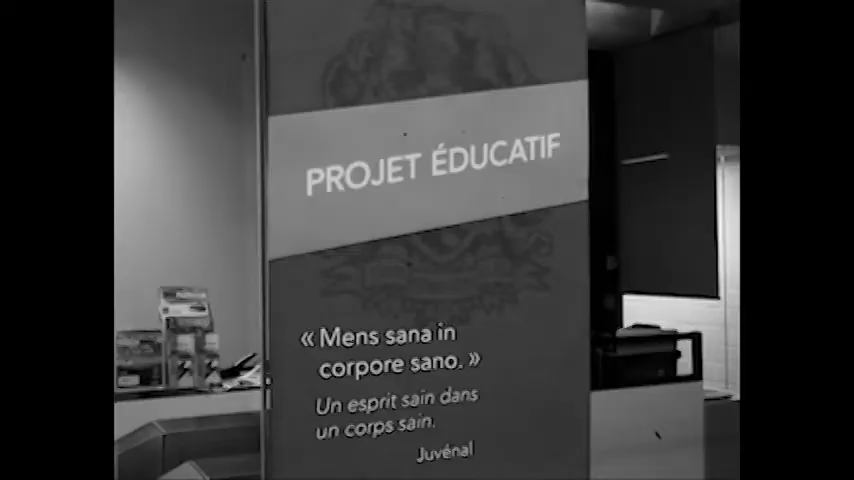 PROJET ÉDUCATIF
« Mens sana in
corpore sano. »
Un esprit sain dans
un corps sain.
Juvénal